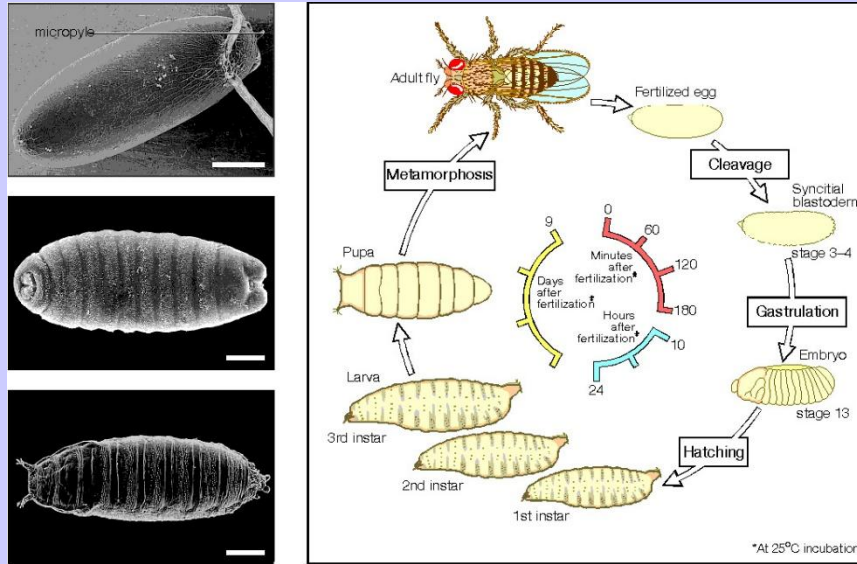 micropyle
Adult fly
Fertilized egg
Cleavage
Syncitial
blastoderm
stage 3–4
Gastrulation
Embryo
stage 13
Hatching
1st instar
2nd instar
3rd instar
Larva
Pupa
Metamorphosis
0
60
120
180
Minutes
after
fertilization*
10
24
Hours
after
fertilization*
9
Days
after
fertilization*
*At 25°C incubation